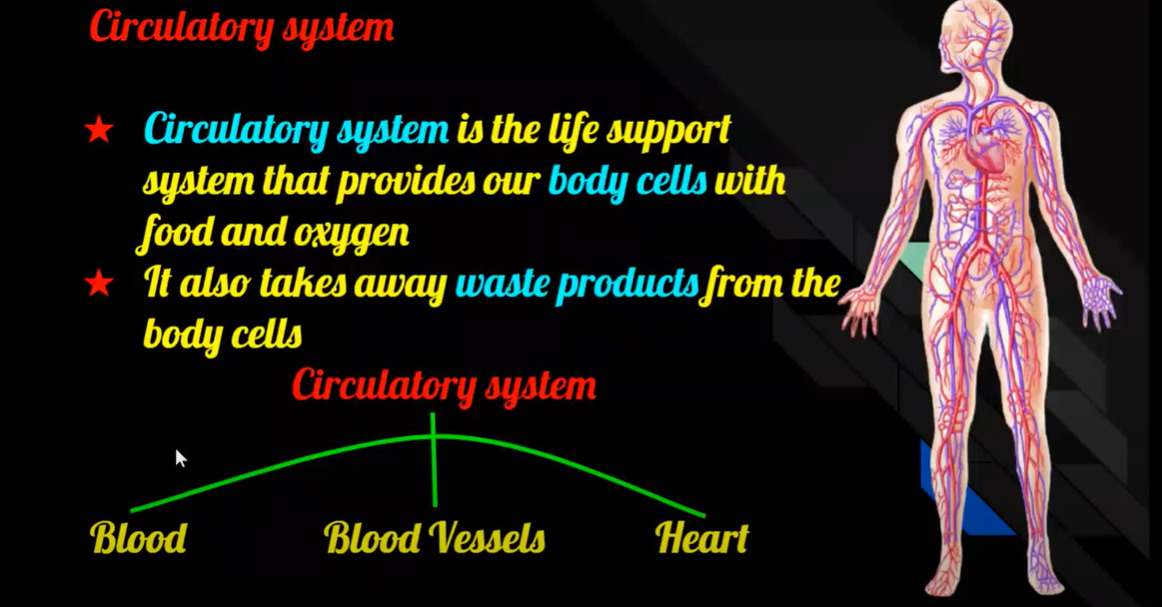 Circulatory system
Circulatory system is the life support
system that provides our body cells with
food and oxygen
It also takes away waste products from the
body cells
Circulatory system
Blood
Blood Vessels
Heart